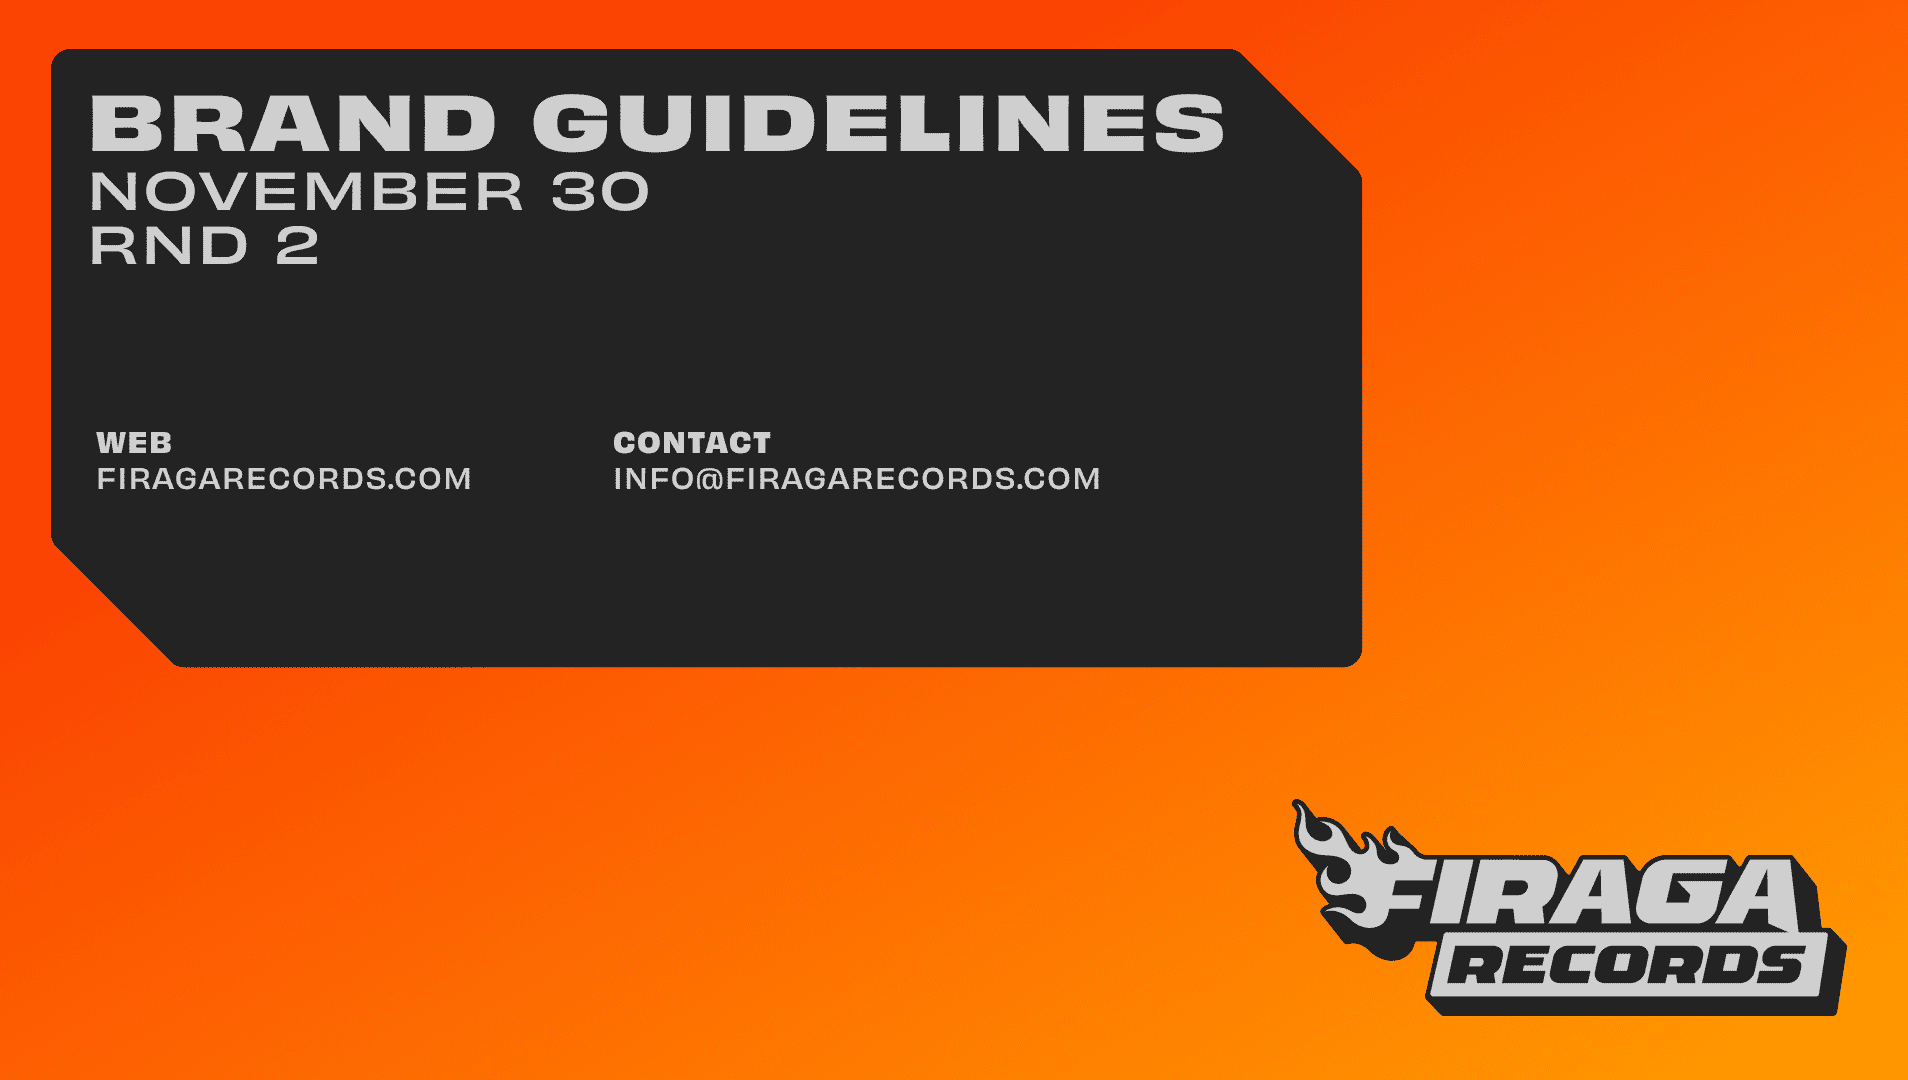 BRAND GUIDELINES
NOVEMBER 30
RND 2
WEB
FIRAGARECORDS.COM
CONTACT
INFO@FIRAGARECORDS.COM
FIRAGA
RECORDS